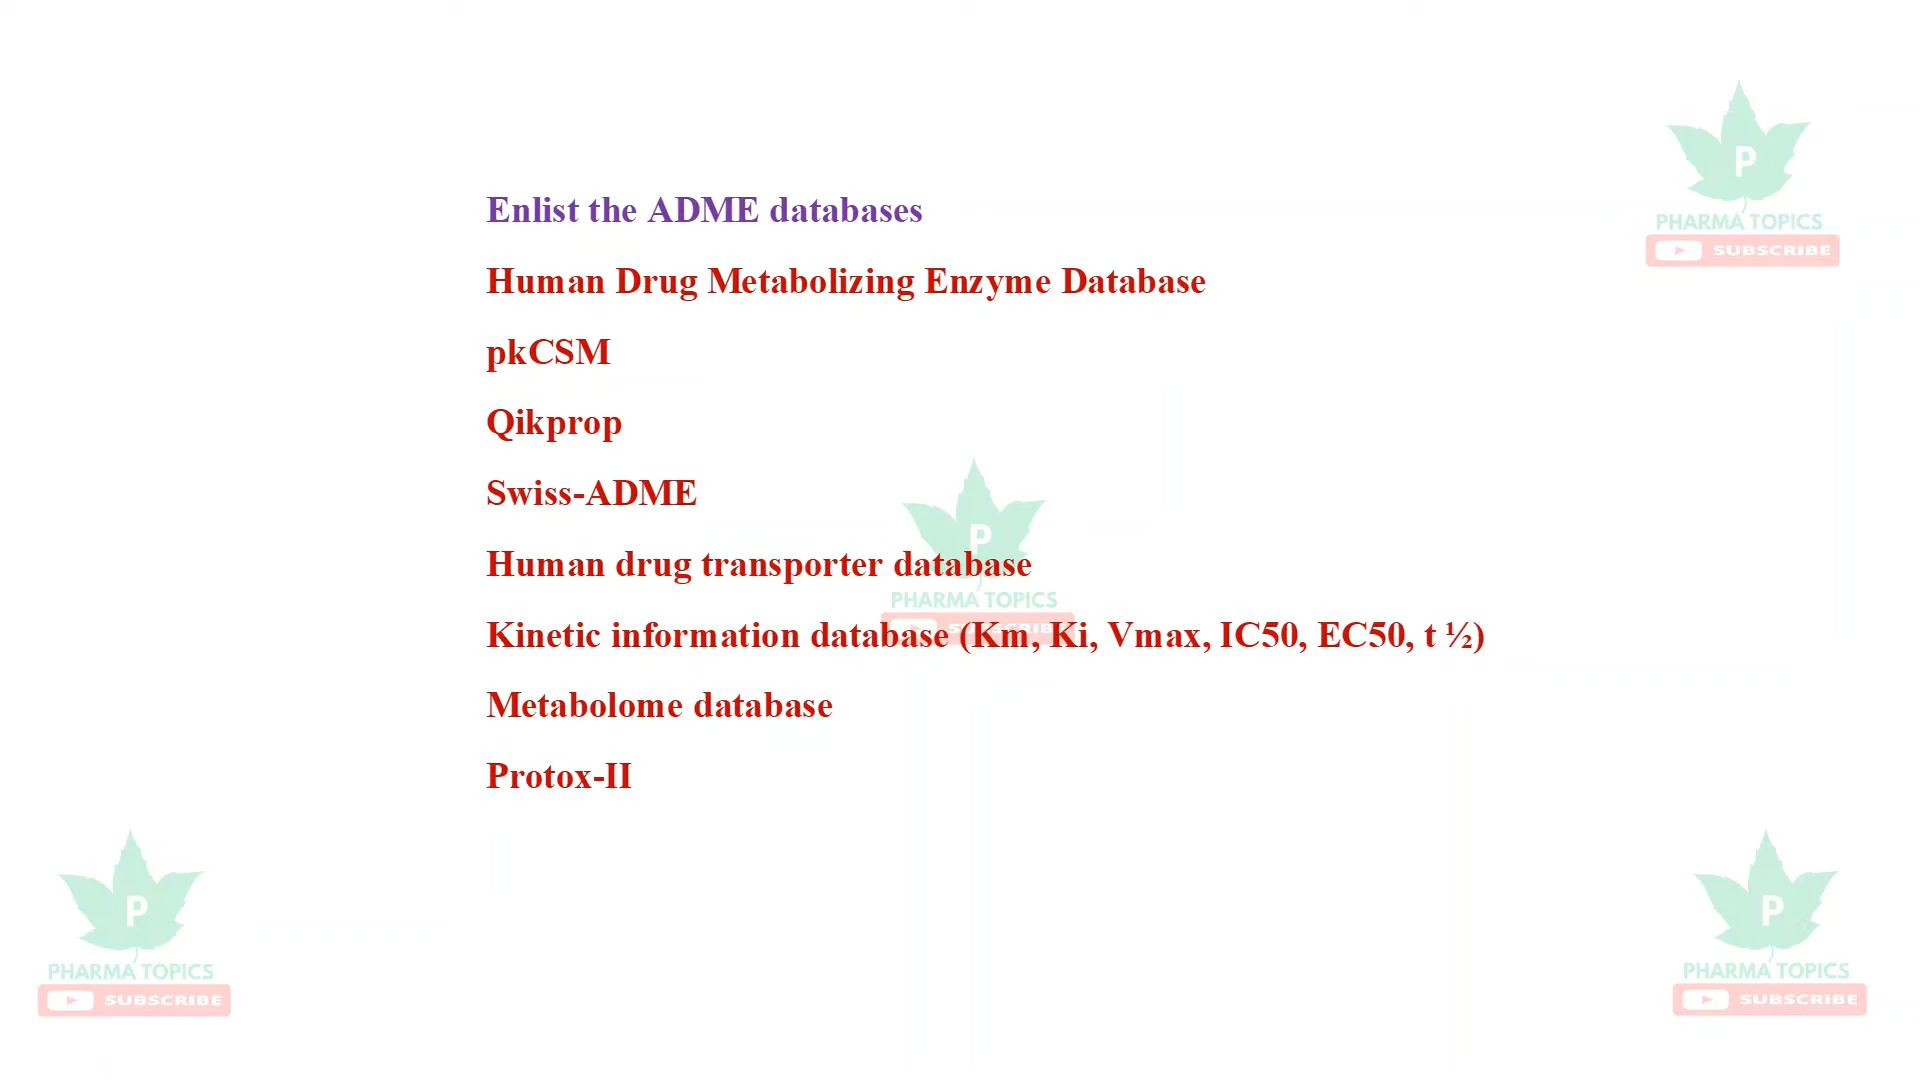 Enlist the ADME databases
Human Drug Metabolizing Enzyme Database
pkCSM
Qikprop
Swiss-ADME
Human drug transporter database
Kinetic information database (Km, Ki, Vmax, IC50, EC50, t ½)
Metabolome database
Protox-II
P
PHARMA TOPICS
SUBSCRIBE
P
PHARMA TOPICS
SUBSCRIBE
P
PHARMA TOPICS
SUBSCRIBE
P
PHARMA TOPICS
SUBSCRIBE